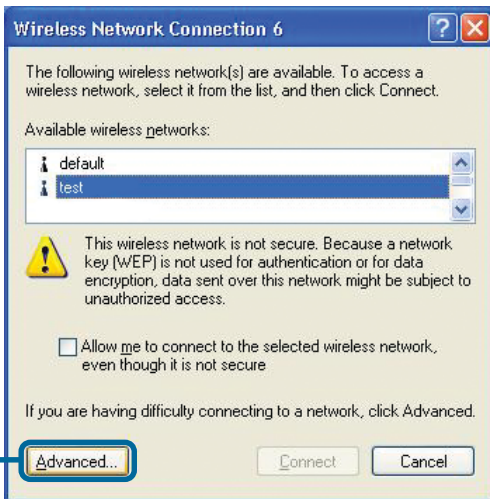 Wireless Network Connection 6
The following wireless network(s) are available. To access a
wireless network, select it from the list, and then click Connect.
Available wireless networks:
default
test
This wireless network is not secure. Because a network
key (WEP) is not used for authentication or for data
encryption, data sent over this network might be subject to
unauthorized access.
Allow me to connect to the selected wireless network,
even though it is not secure
If you are having difficulty connecting to a network, click Advanced.
Advanced... Connect Cancel